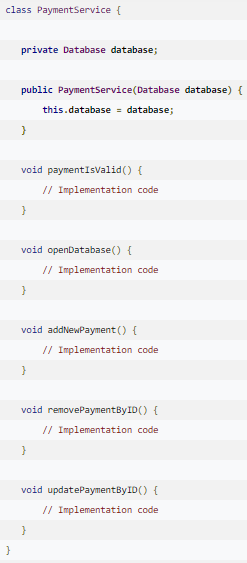 class PaymentService {
private Database database;
public PaymentService(Database database) {
this.database = database;
}
void paymentIsValid() {
// Implementation code
}
void openDatabase() {
// Implementation code
}
void addNewPayment() {
// Implementation code
}
void removePaymentByID() {
// Implementation code
}
void updatePaymentByID() {
// Implementation code
}
}